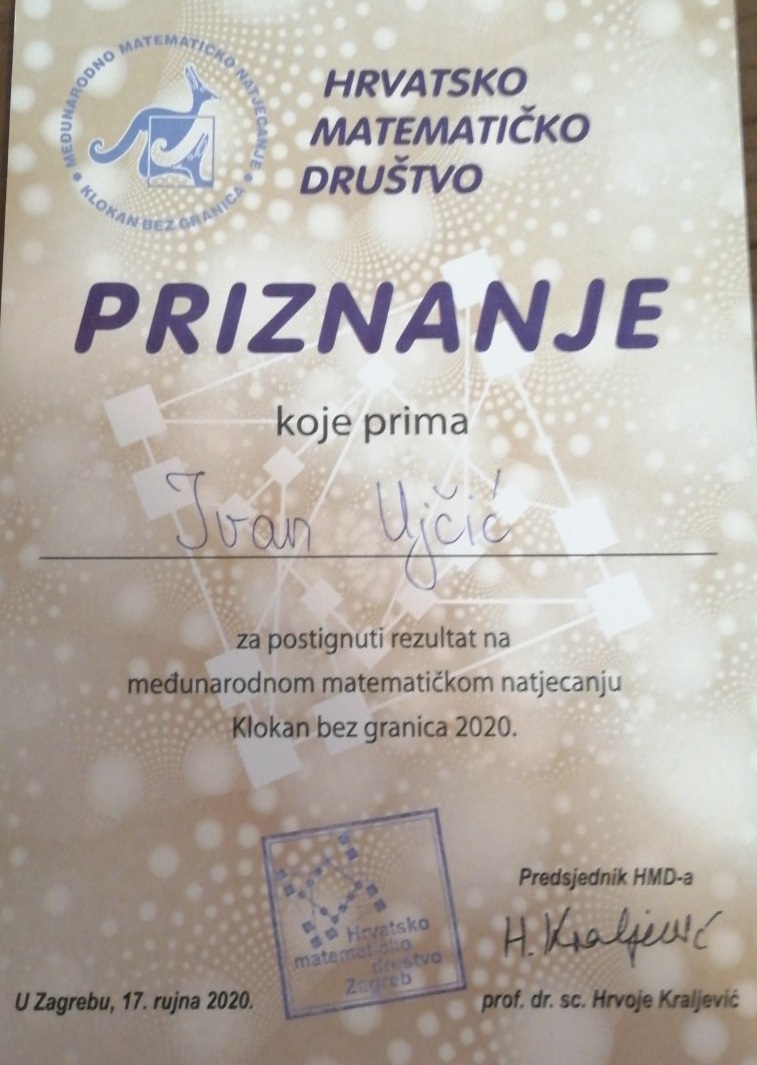 MEĐUNARODNO MATEMATIČKO NATJECANJE
KLOKAN BEZ GRANICA
HRVATSKO
MATEMATIČKO
DRUŠTVO
PRIZNANJE
koje prima
Ivan Ujčić
za postignuti rezultat na
međunarodnom matematičkom natjecanju
Klokan bez granica 2020.
Hrvatsko
matematičko
društvo
Zagreb
Predsjednik HMD-a
H. Kraljević
U Zagrebu, 17. rujna 2020.
prof. dr. sc. Hrvoje Kraljević